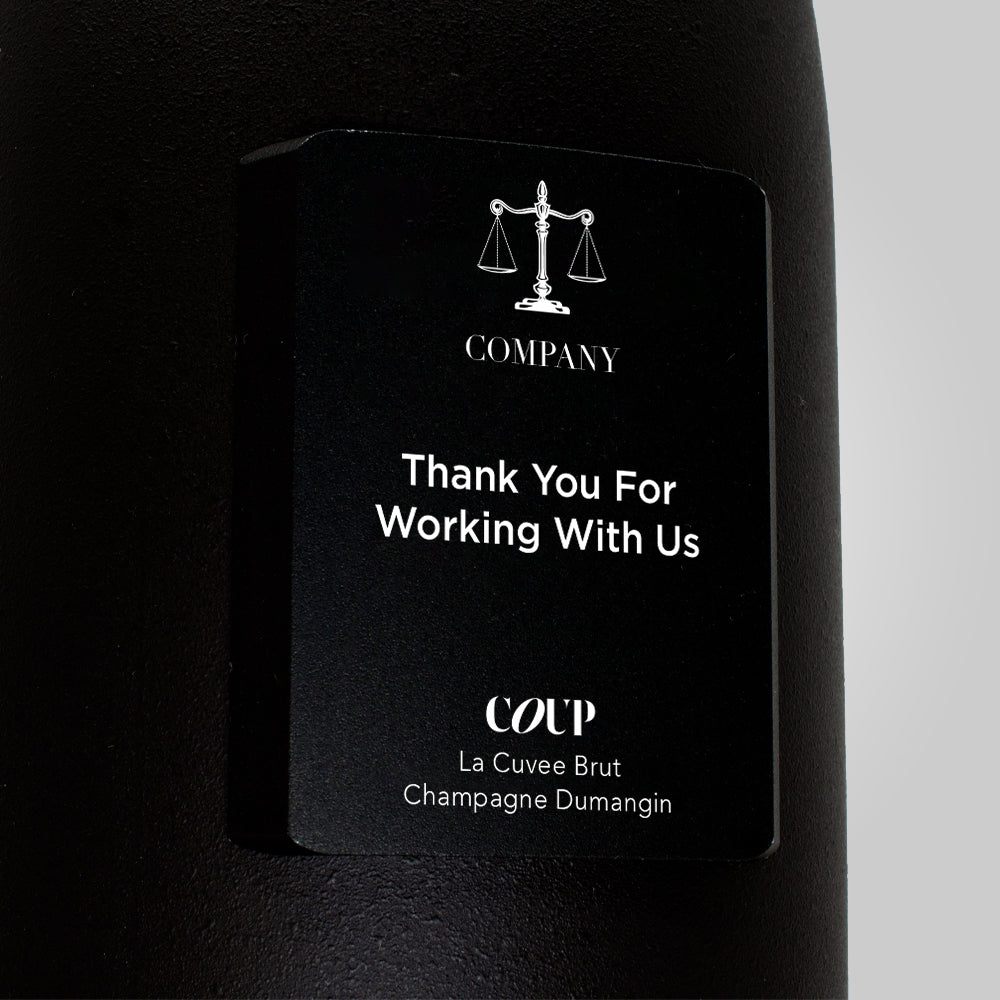 COMPANY
Thank You For
Working With Us
COUP
La Cuvee Brut
Champagne Dumangin